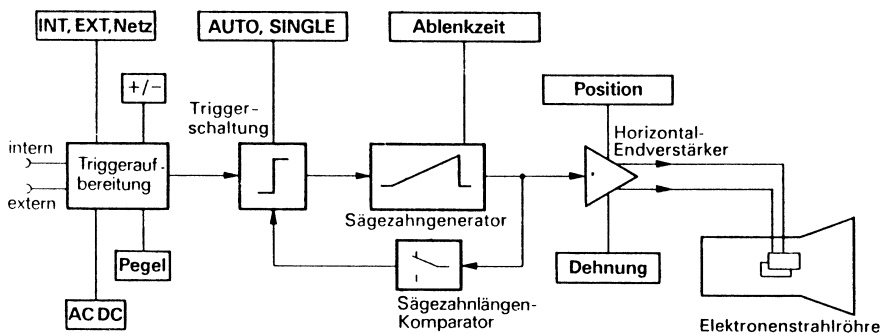 INT, EXT, Netz
AUTO, SINGLE
Ablenkzeit
+/-
Position
Trigger-
schaltung
Horizontal-
Endverstärker
intern
extern
Triggerauf-
bereitung
Sägezahngenerator
Pegel
Dehnung
AC DC
Sägezahnlängen-
Komparator
Elektronenstrahlröhre